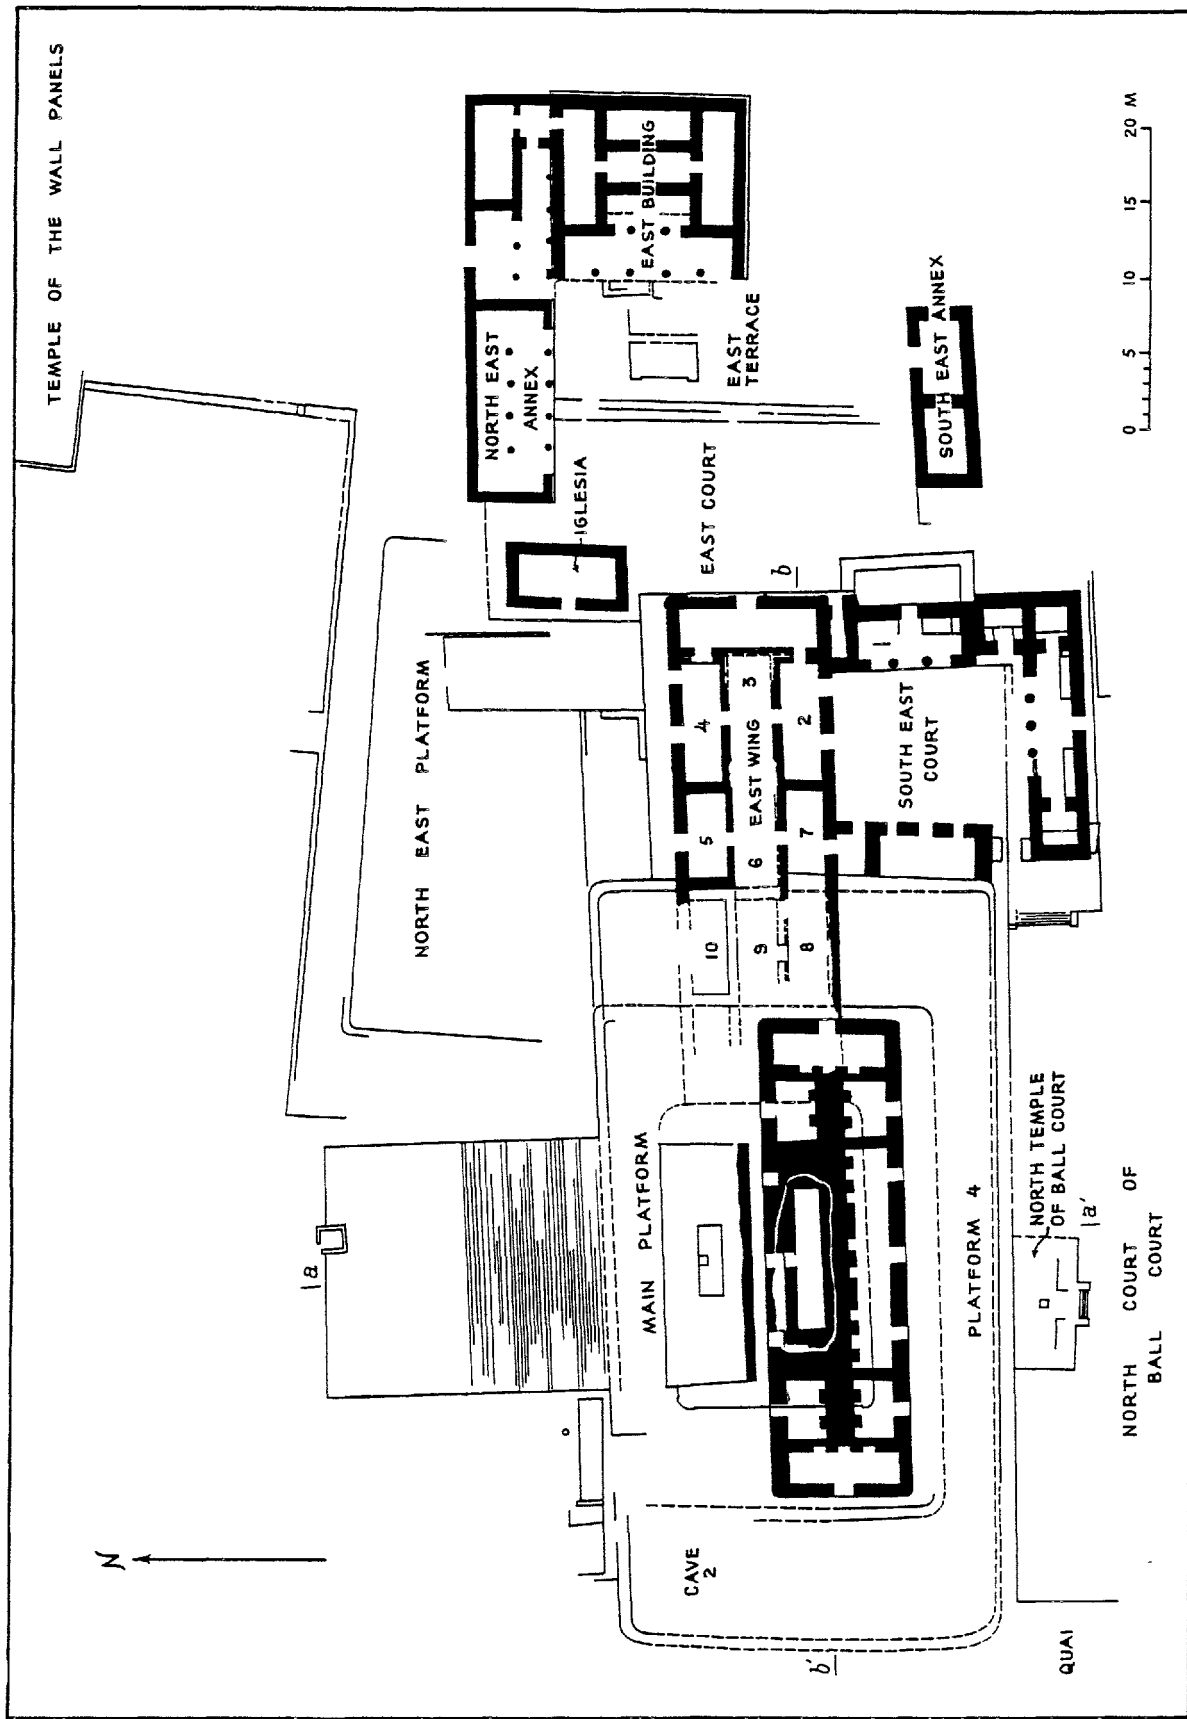 TEMPLE OF THE WALL PANELS
N
a
NORTH EAST PLATFORM
NORTH EAST
ANNEX
IGLESIA
EAST BUILDING
EAST
TERRACE
EAST COURT
MAIN PLATFORM
CAVE
2
10
9
8
5
6
7
4
3
2
EAST WING
b
b'
SOUTH EAST
COURT
SOUTH EAST ANNEX
PLATFORM 4
NORTH TEMPLE
OF BALL COURT
a'
QUAI
NORTH COURT OF
BALL COURT
0 5 10 15 20 M